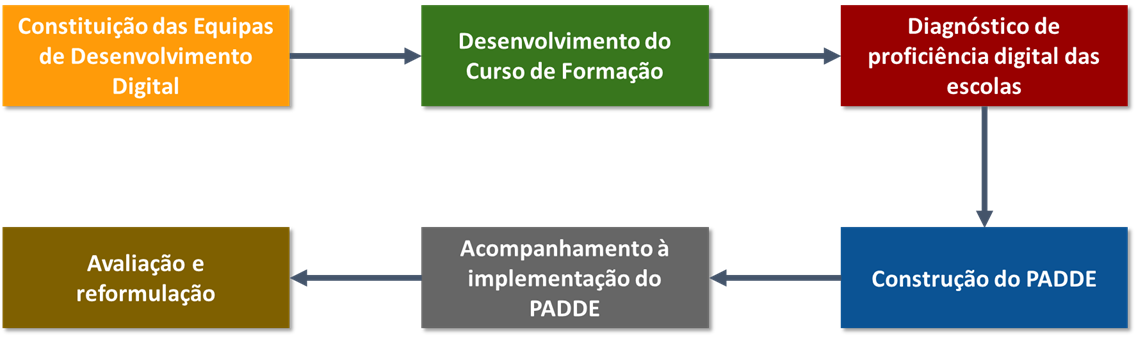 Constituição das Equipas
de Desenvolvimento
Digital
Desenvolvimento do
Curso de Formação
Diagnóstico de
proficiência digital das
escolas
Construção do PADDE
Acompanhamento à
implementação do
PADDE
Avaliação e
reformulação